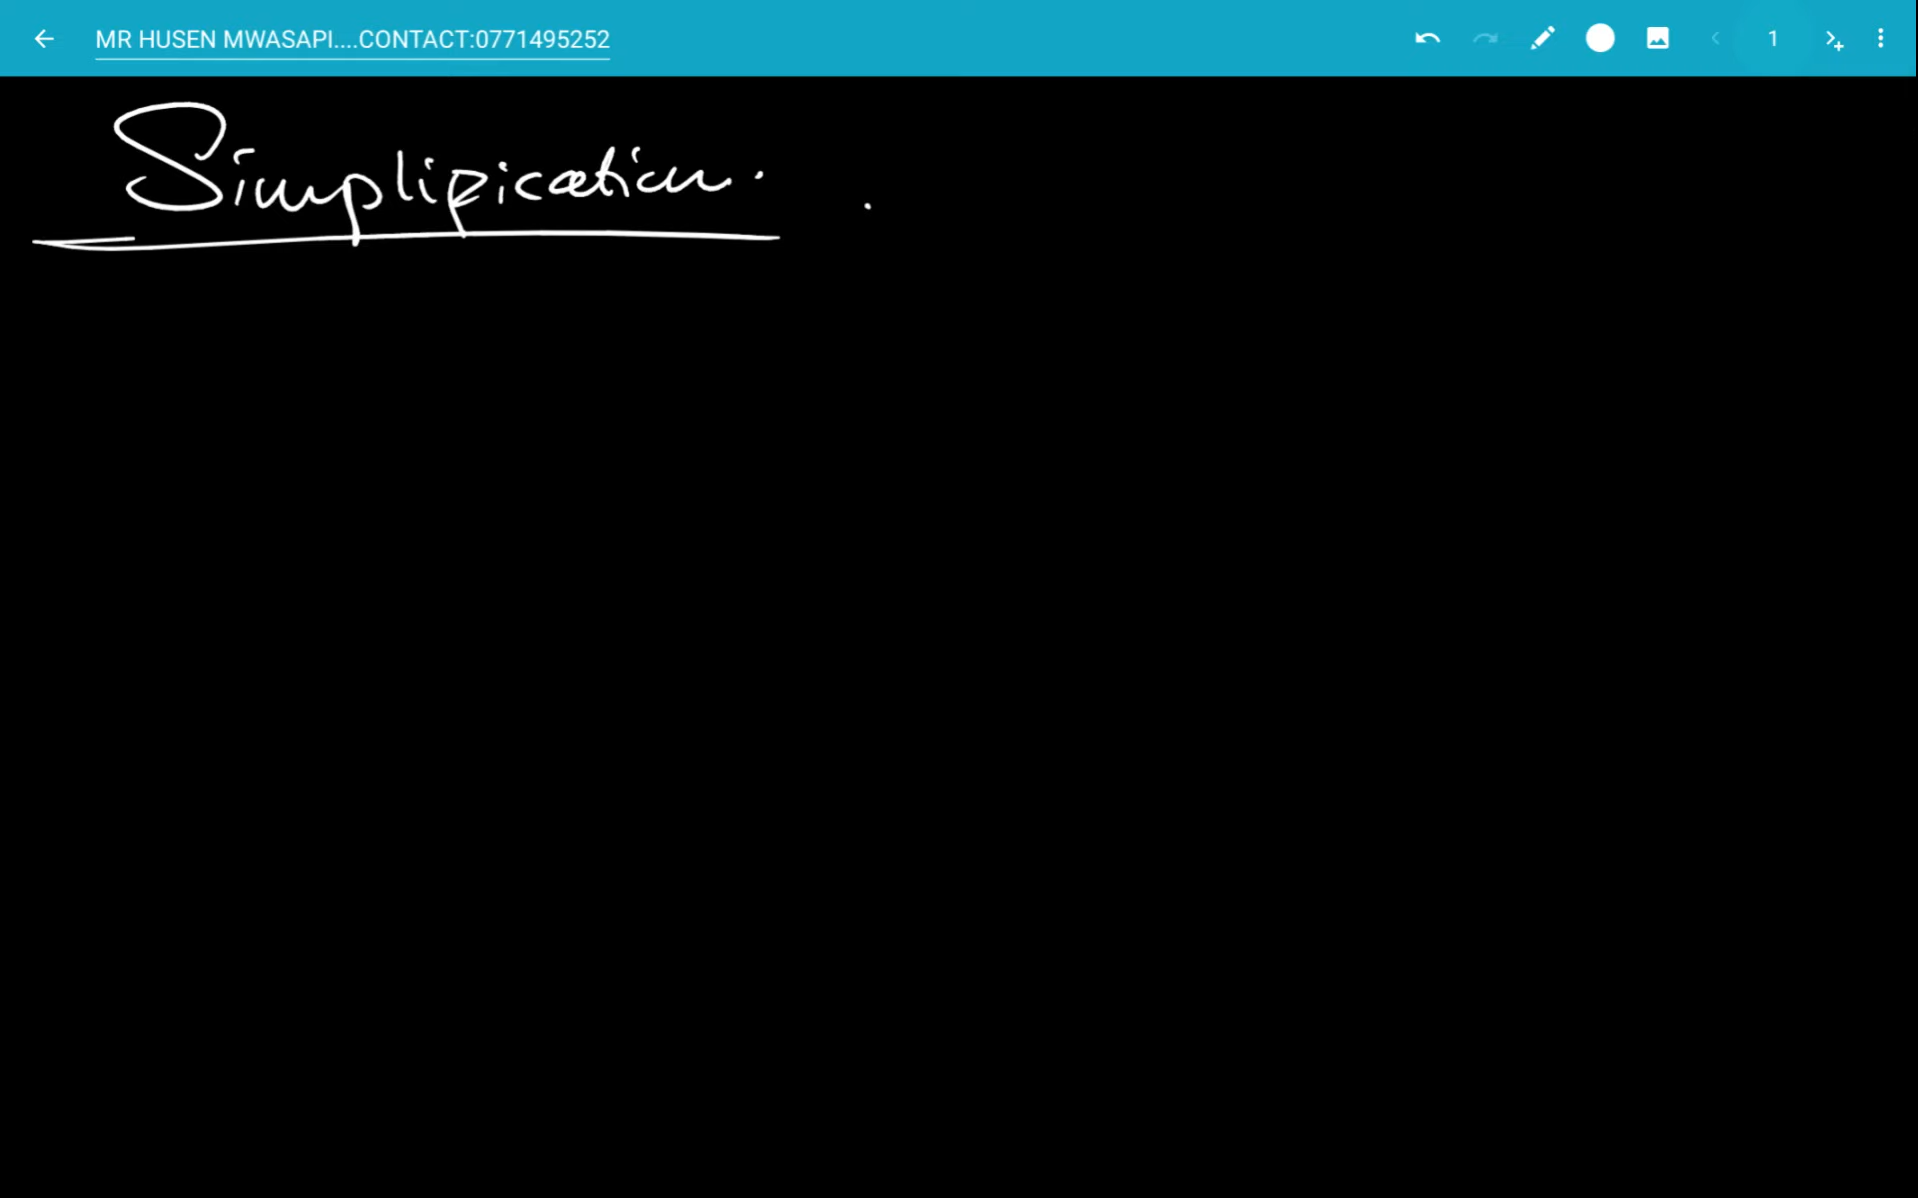 MR HUSEN MWASAPI....CONTACT:0771495252
1
Simplification.